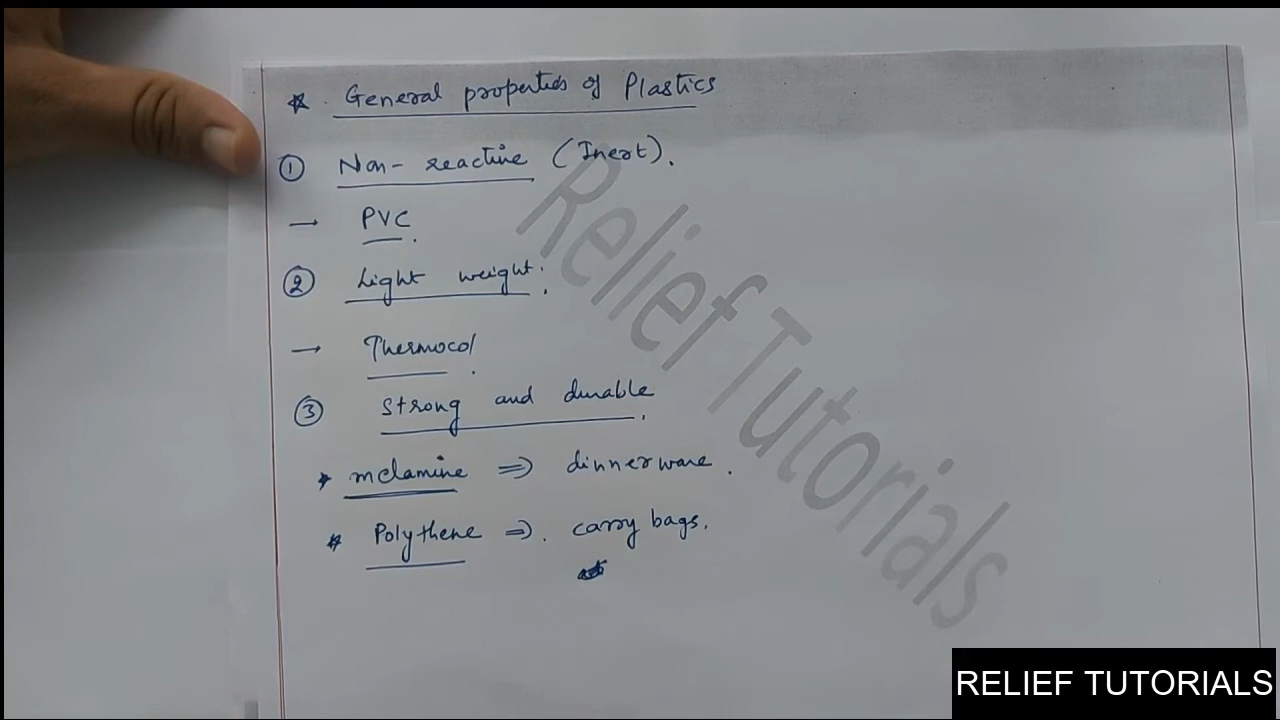 * General properties of Plastics
① Non-reactive (Inert).
→ PVC.
② Light weight.
→ Thermocol.
③ Strong and durable.
* melamine ⇒ dinnerware.
* Polythene ⇒. carry bags.
Relief Tutorials
RELIEF TUTORIALS